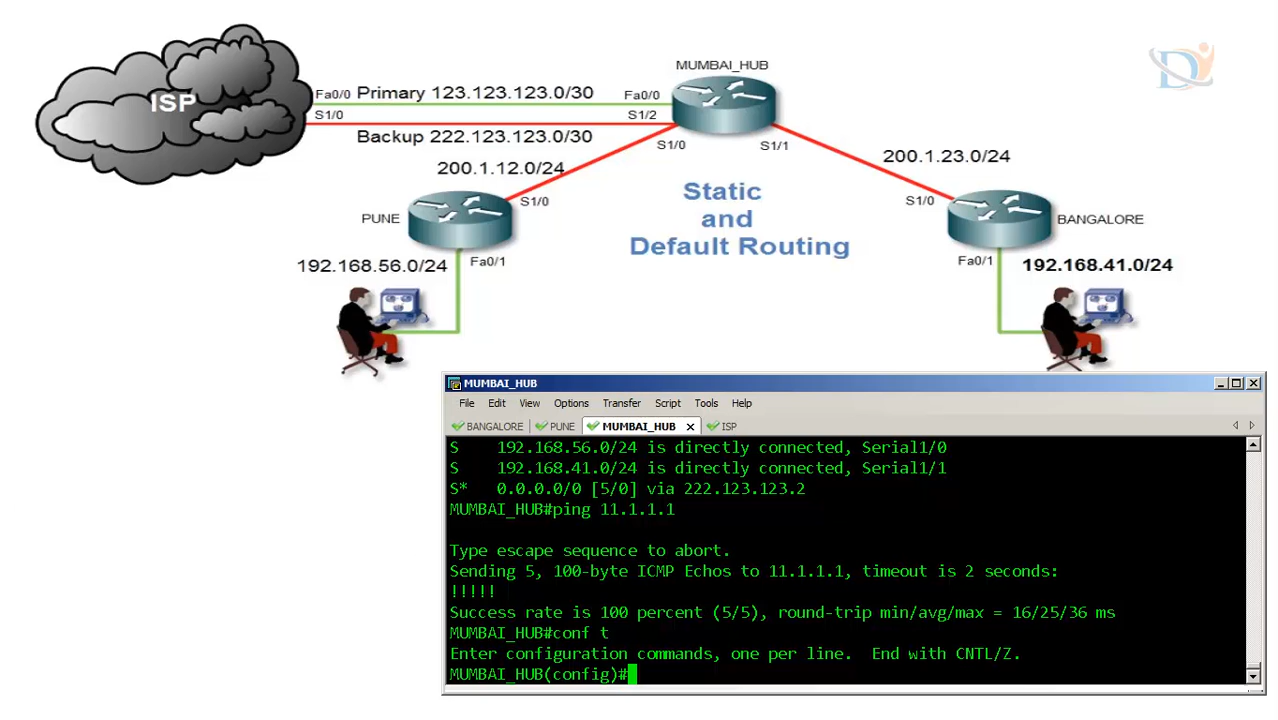 MUMBAI_HUB
ISP
Fa0/0 Primary 123.123.123.0/30 Fa0/0
S1/0 S1/2
Backup 222.123.123.0/30
S1/0 S1/1
200.1.12.0/24
200.1.23.0/24
Static
and
Default Routing
PUNE
S1/0
S1/0
BANGALORE
Fa0/1
Fa0/1
192.168.56.0/24
192.168.41.0/24
MUMBAI_HUB
File Edit View Options Transfer Script Tools Help
BANGALORE PUNE MUMBAI_HUB ISP
S 192.168.56.0/24 is directly connected, Serial1/0
S 192.168.41.0/24 is directly connected, Serial1/1
S* 0.0.0.0/0 [5/0] via 222.123.123.2
MUMBAI_HUB#ping 11.1.1.1
Type escape sequence to abort.
Sending 5, 100-byte ICMP Echos to 11.1.1.1, timeout is 2 seconds:
!!!!!
Success rate is 100 percent (5/5), round-trip min/avg/max = 16/25/36 ms
MUMBAI_HUB#conf t
Enter configuration commands, one per line. End with CNTL/Z.
MUMBAI_HUB(config)#